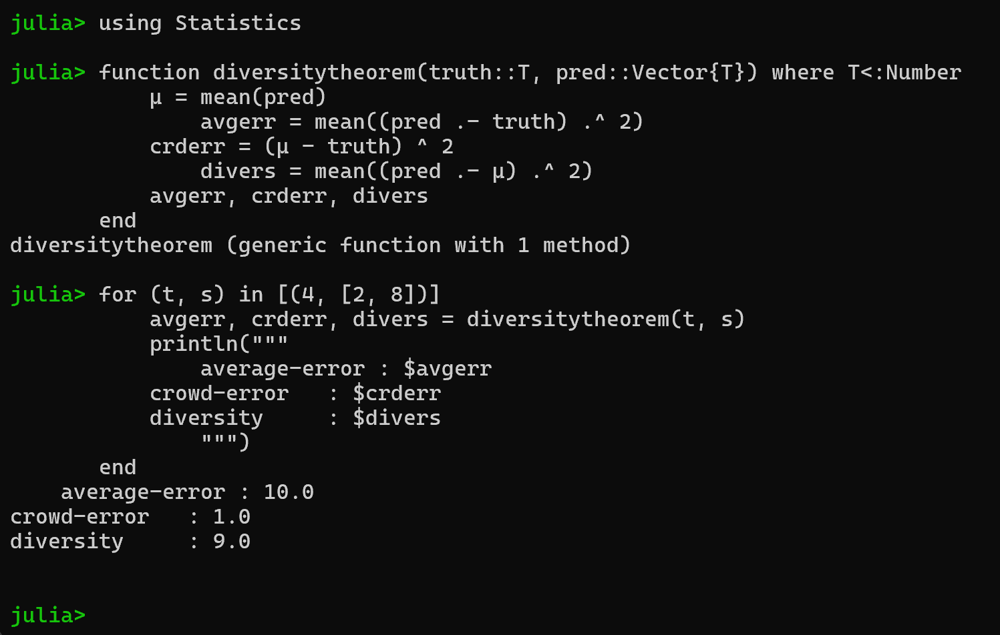 julia> using Statistics

julia> function diversitytheorem(truth::T, pred::Vector{T}) where T<:Number
           μ = mean(pred)
               avgerr = mean((pred .- truth) .^ 2)
           crderr = (μ - truth) ^ 2
               divers = mean((pred .- μ) .^ 2)
           avgerr, crderr, divers
       end
diversitytheorem (generic function with 1 method)

julia> for (t, s) in [(4, [2, 8])]
           avgerr, crderr, divers = diversitytheorem(t, s)
           println("""
               average-error : $avgerr
           crowd-error   : $crderr
           diversity     : $divers
               """)
       end
    average-error : 10.0
crowd-error   : 1.0
diversity     : 9.0

julia>